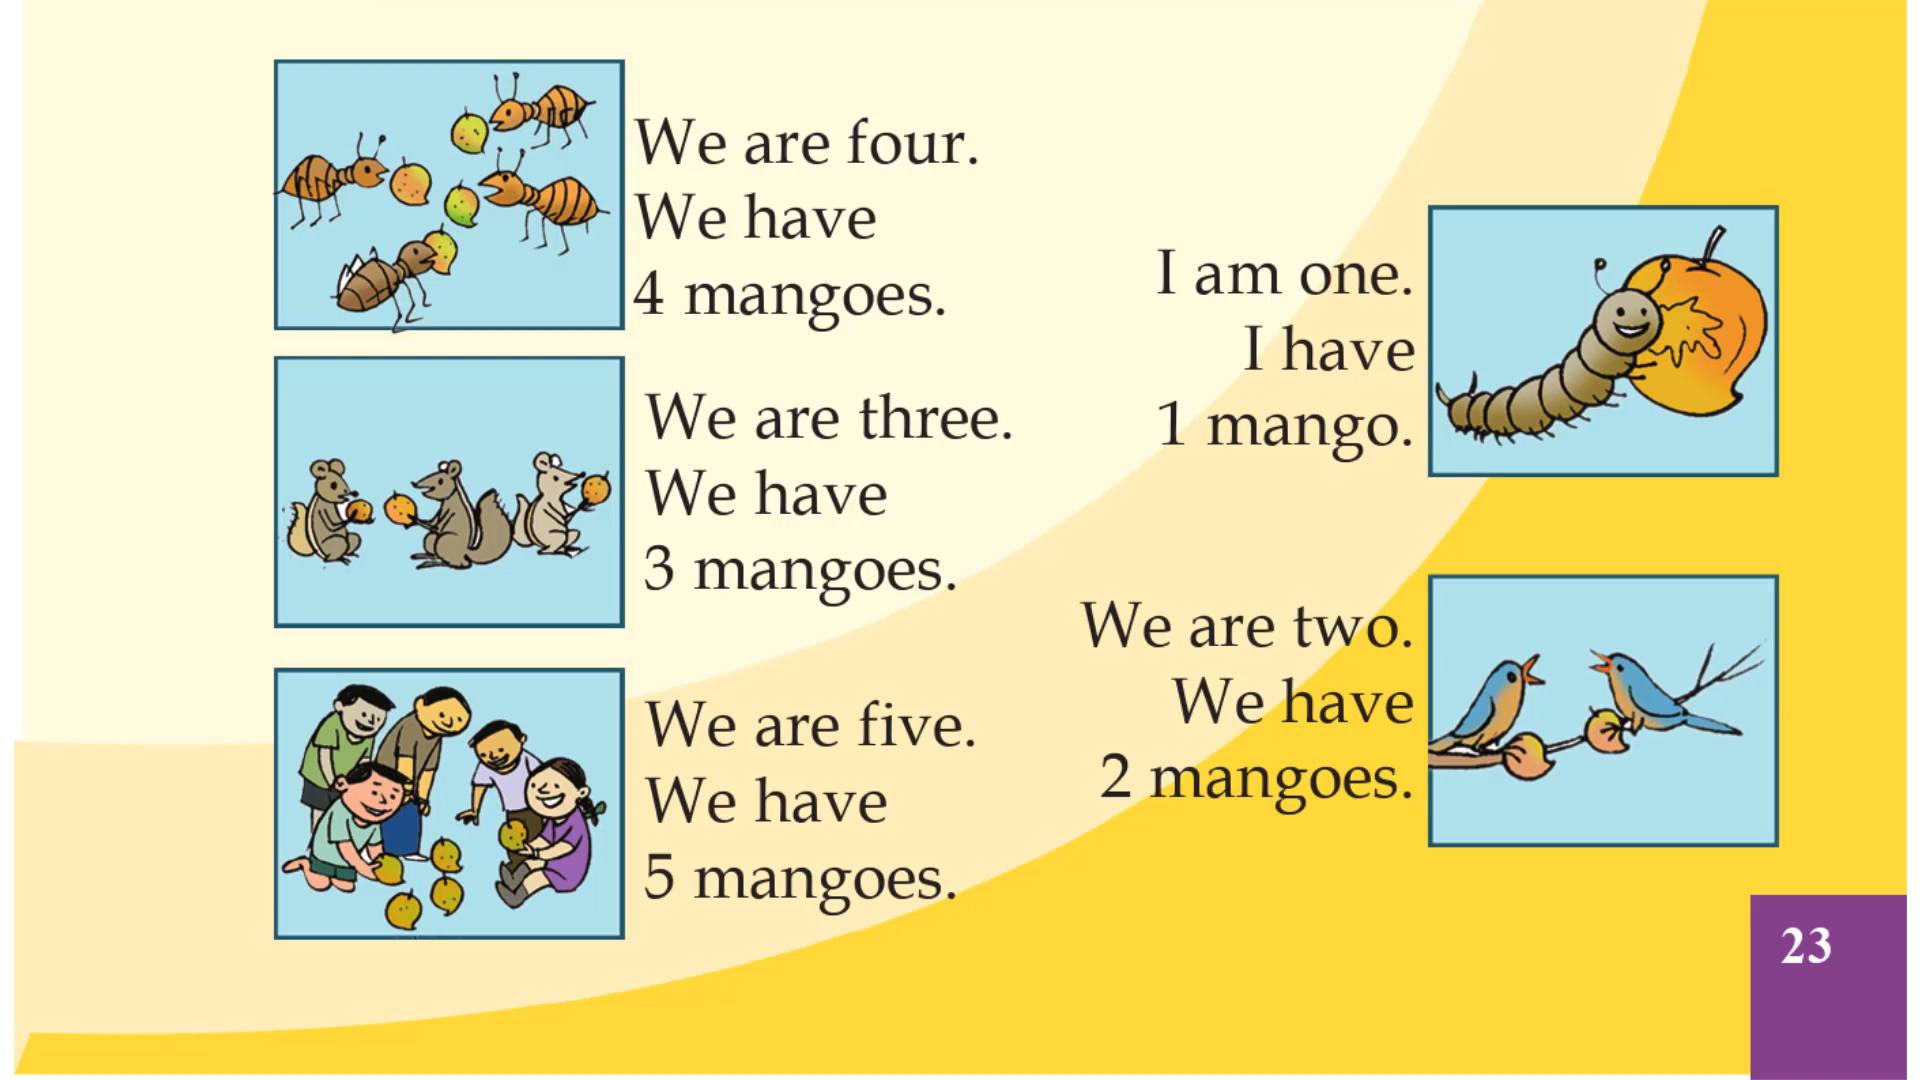 We are four.
We have
4 mangoes.
We are three.
We have
3 mangoes.
We are five.
We have
5 mangoes.
I am one.
I have
1 mango.
We are two.
We have
2 mangoes.
23